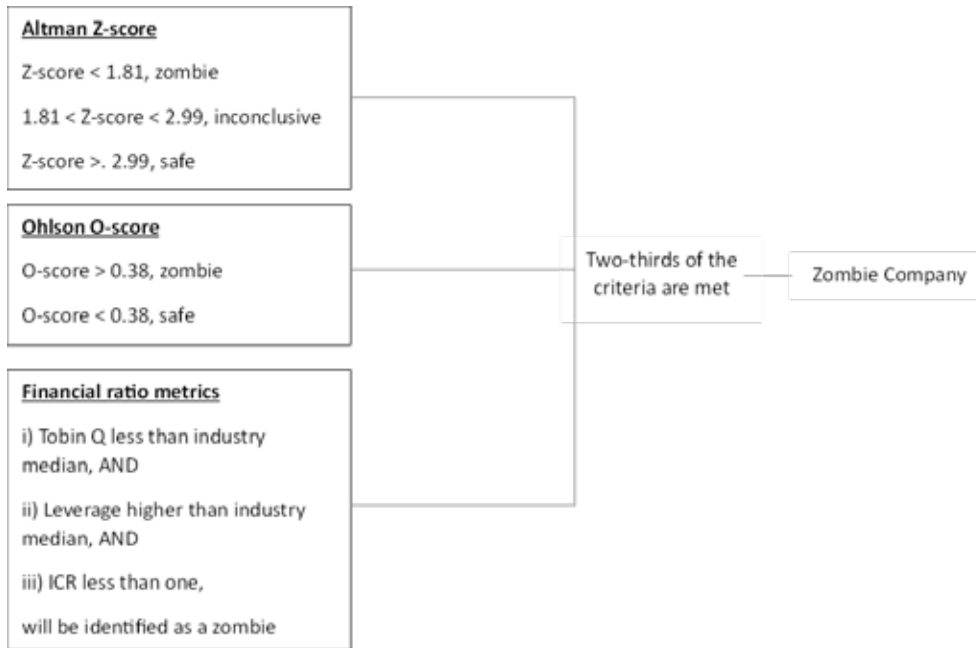 Altman Z-score
Z-score < 1.81, zombie
1.81 < Z-score < 2.99, inconclusive
Z-score >. 2.99, safe
Ohlson O-score
O-score > 0.38, zombie
O-score < 0.38, safe
Financial ratio metrics
i) Tobin Q less than industry
median, AND
ii) Leverage higher than industry
median, AND
iii) ICR less than one,
will be identified as a zombie
Two-thirds of the
criteria are met
Zombie Company